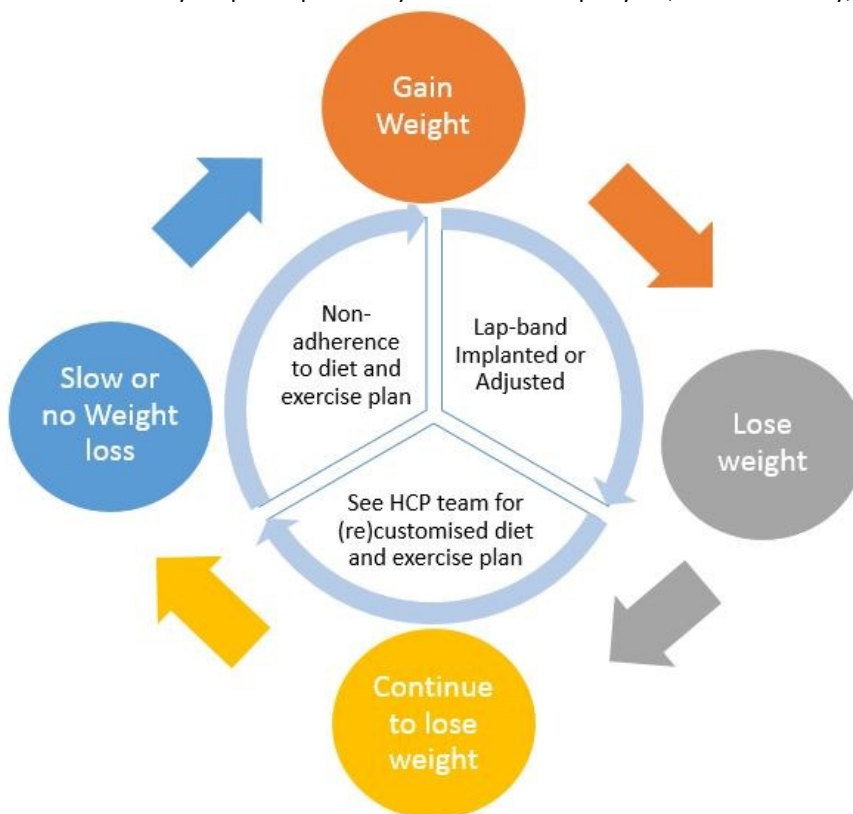 Gain
Weight
Non-
adherence
to diet and
exercise plan
Lap-band
Implanted or
Adjusted
Slow or
no Weight
loss
Lose
weight
See HCP team for
(re)customised diet
and exercise plan
Continue
to lose
weight